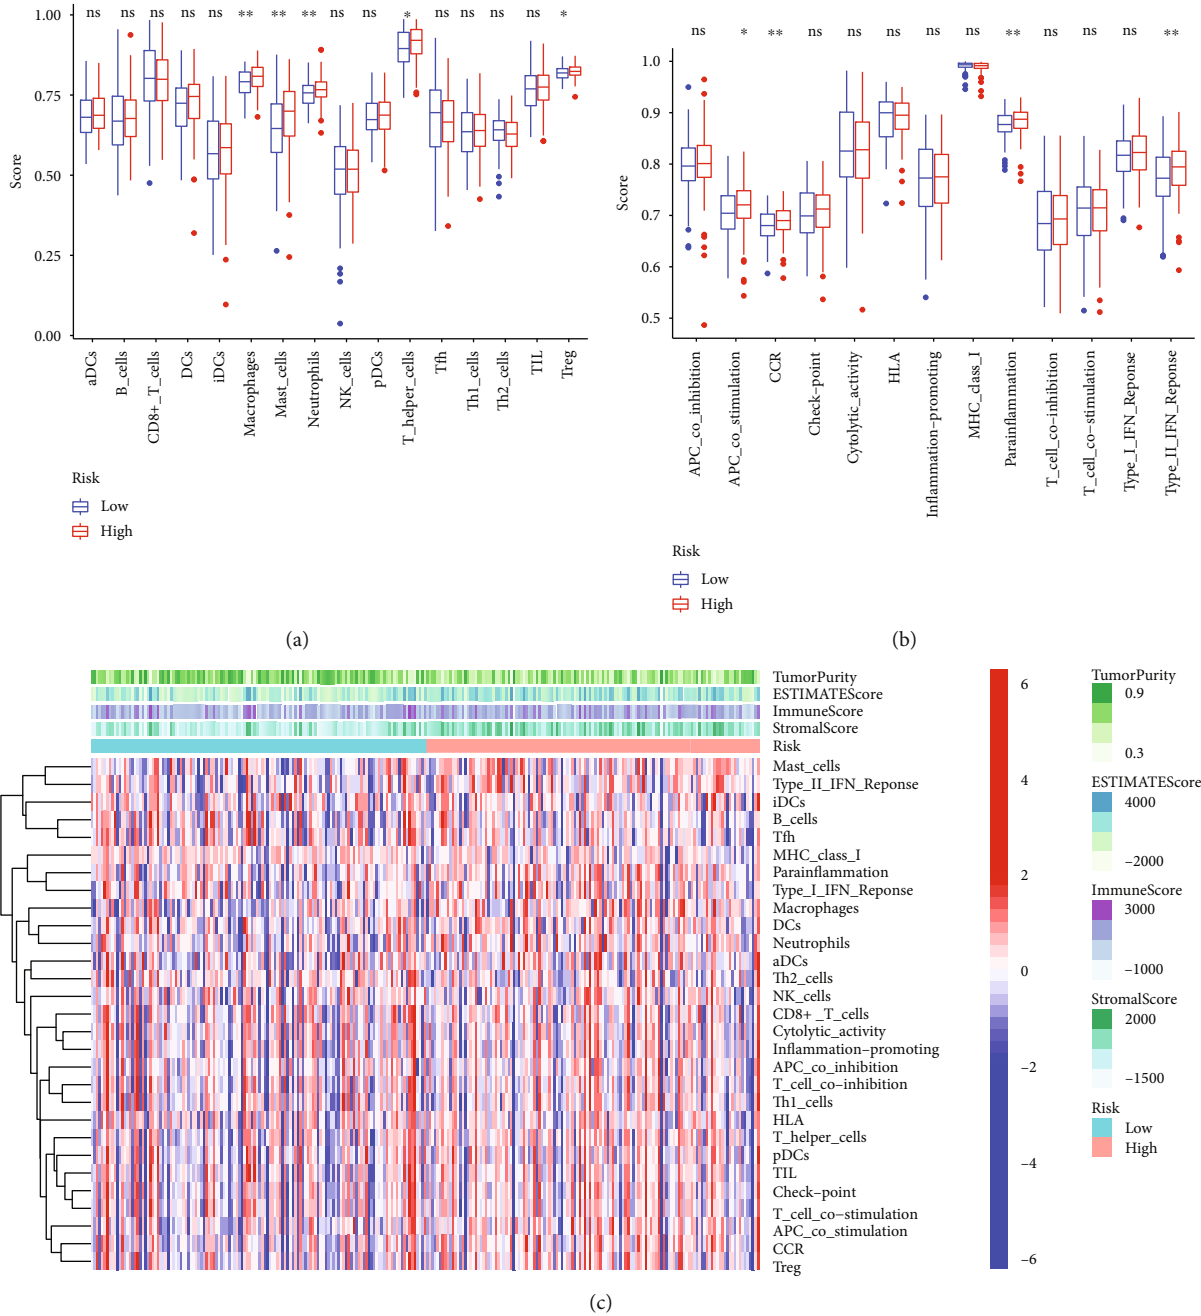 ns ns ns ns ns ** ** ** ns ns * ns ns ns ns *
Score
1.00
0.75
0.50
0.25
0.00
aDCs
B_cells
CD8+_T_cells
DCs
iDCs
Macrophages
Mast_cells
Neutrophils
NK_cells
pDCs
T_helper_cells
Tfh
Th1_cells
Th2_cells
TIL
Treg
Risk
Low
High
(a)
ns * ** ns ns ns ns ns ** ns ns ns **
Score
1.0
0.9
0.8
0.7
0.6
0.5
APC_co_inhibition
APC_co_stimulation
CCR
Check-point
Cytolytic_activity
HLA
Inflammation-promoting
MHC_class_I
Parainflammation
T_cell_co-inhibition
T_cell_co-stimulation
Type_I_IFN_Reponse
Type_II_IFN_Reponse
Risk
Low
High
(b)
TumorPurity
ESTIMATEScore
ImmuneScore
StromalScore
Risk
Mast_cells
Type_II_IFN_Reponse
iDCs
B_cells
Tfh
MHC_class_I
Parainflammation
Type_I_IFN_Reponse
Macrophages
DCs
Neutrophils
aDCs
Th2_cells
NK_cells
CD8+ _T_cells
Cytolytic_activity
Inflammation-promoting
APC_co_inhibition
T_cell_co-inhibition
Th1_cells
HLA
T_helper_cells
pDCs
TIL
Check-point
T_cell_co-stimulation
APC_co_stimulation
CCR
Treg
6
4
2
0
-2
-4
-6
TumorPurity
0.9
0.3
ESTIMATEScore
4000
-2000
ImmuneScore
3000
-1000
StromalScore
2000
-1500
Risk
Low
High
(c)